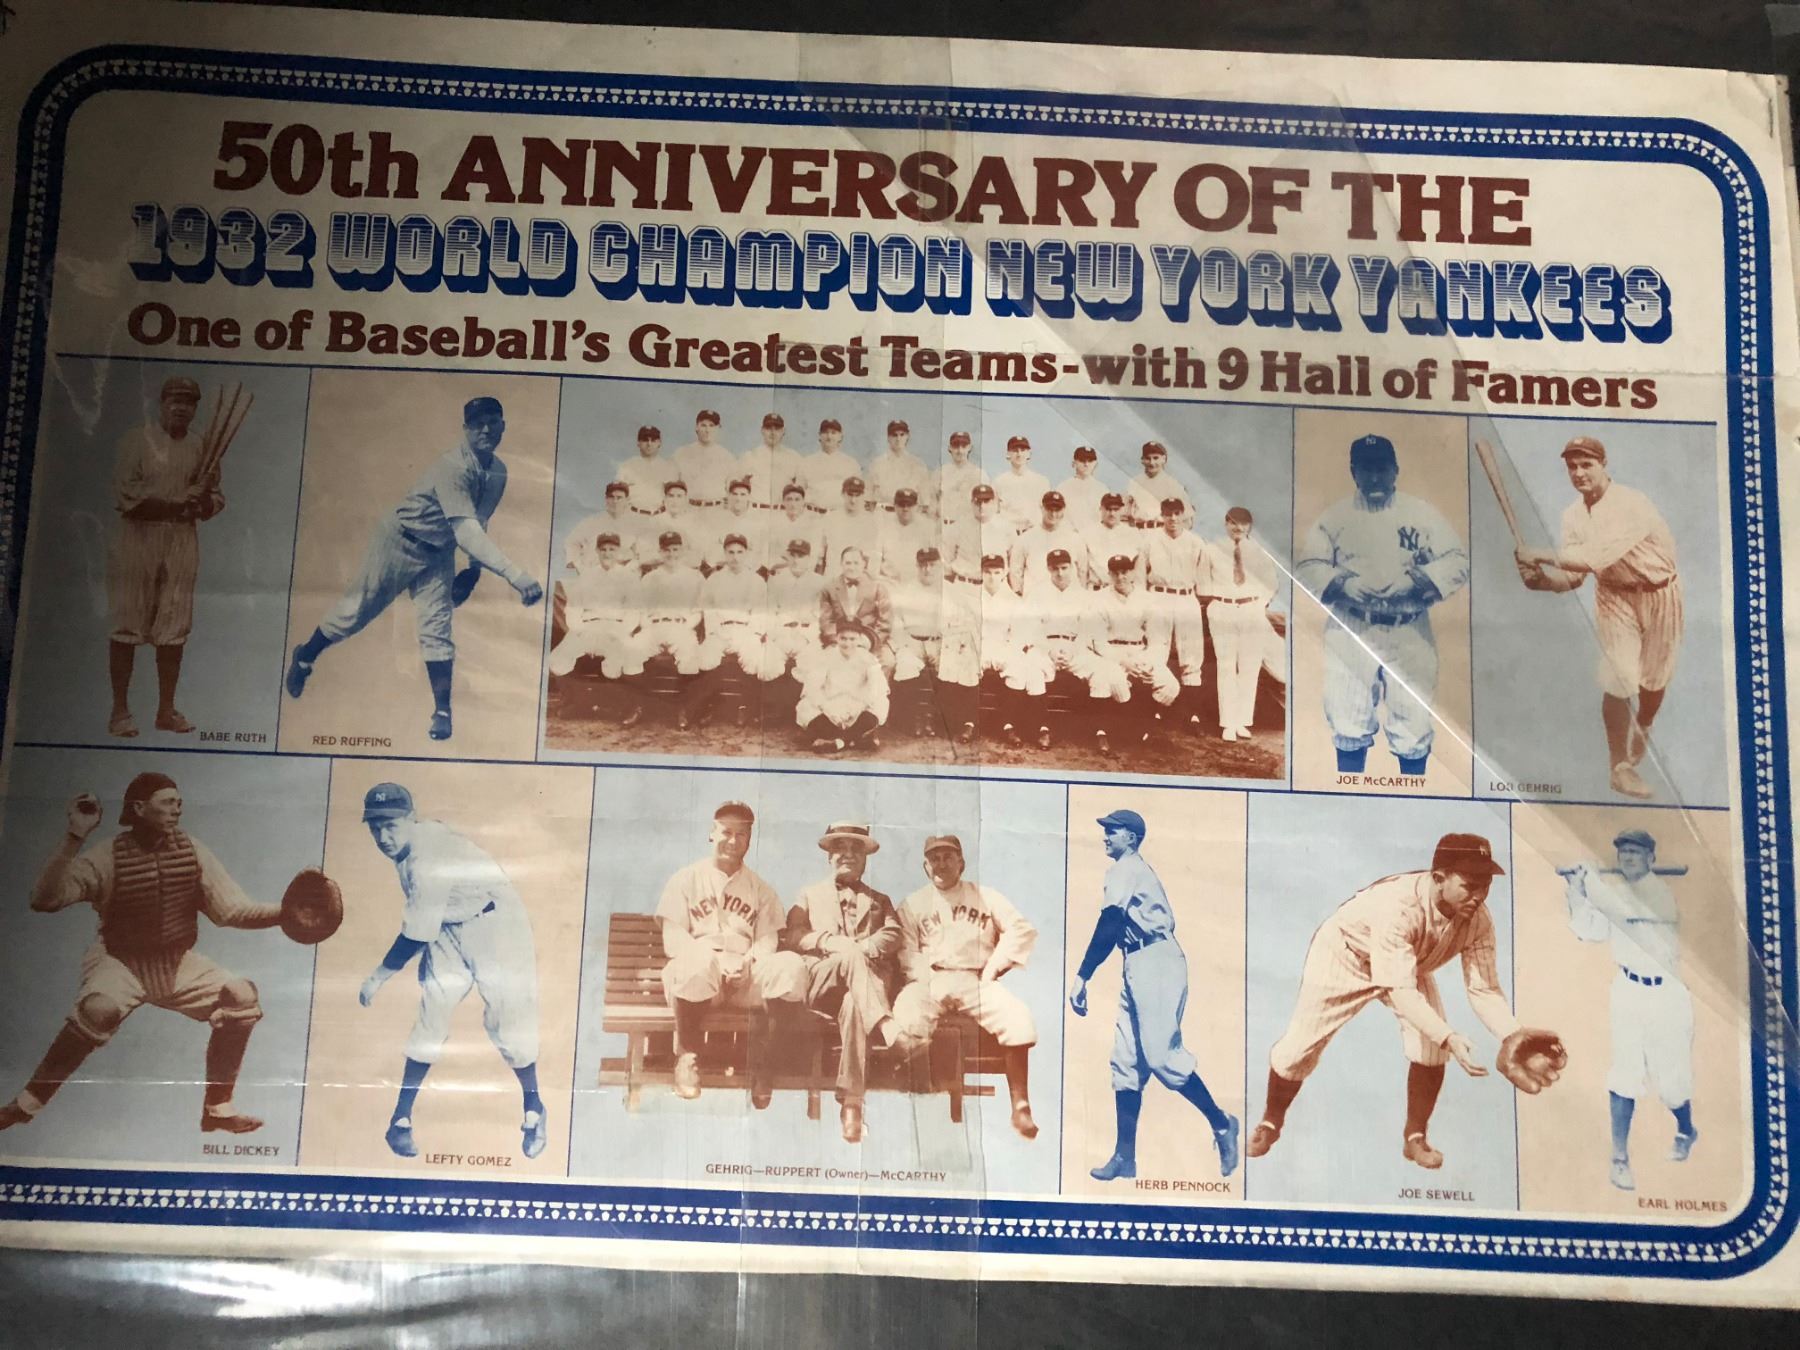 50th ANNIVERSARY OF THE
1932 WORLD CHAMPION NEW YORK YANKEES
One of Baseball's Greatest Teams-with 9 Hall of Famers
BABE RUTH
RED RUFFING
JOE McCARTHY
LOU GEHRIG
NEW YORK
NEW YORK
BILL DICKEY
LEFTY GOMEZ
GEHRIG—RUPPERT (Owner)—McCARTHY
HERB PENNOCK
JOE SEWELL
EARL HOLMES